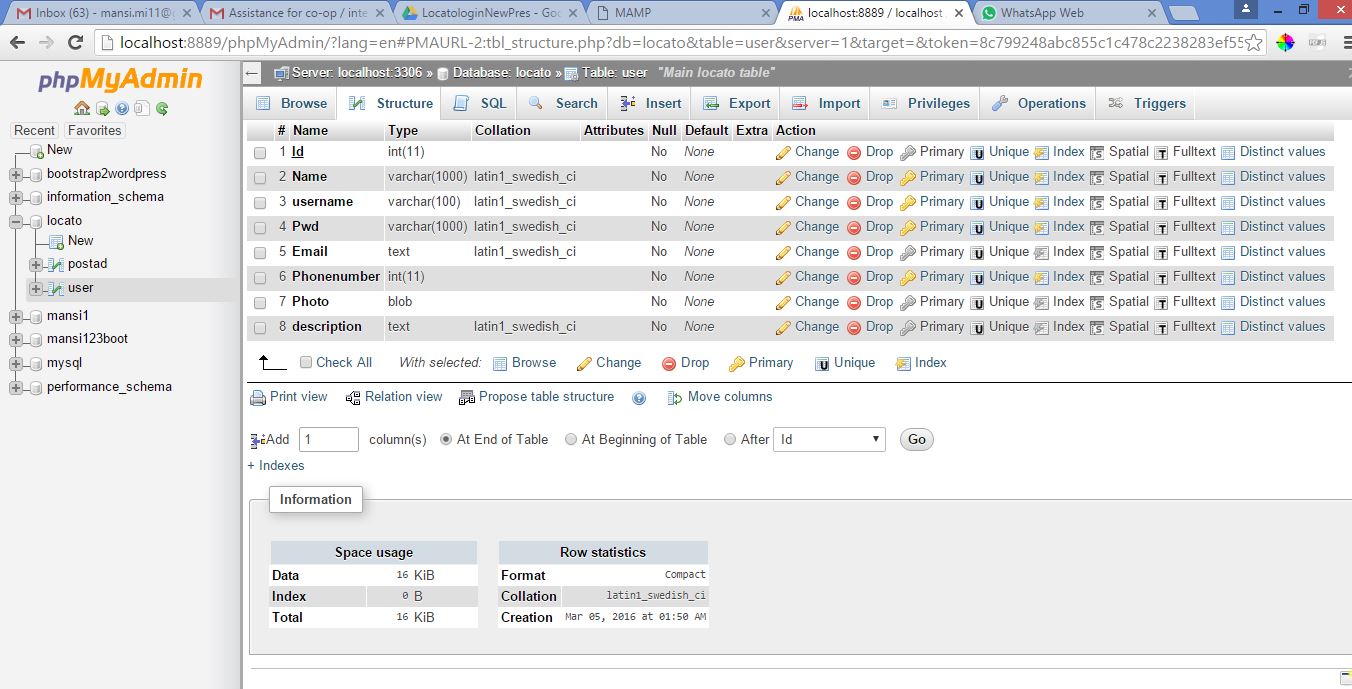 Inbox (63) - mansi.mi11@g
Assistance for co-op / inte
LocatologinNewPres - Goo
MAMP
localhost:8889 / localhost
WhatsApp Web
localhost:8889/phpMyAdmin/?lang=en#PMAURL-2:tbl_structure.php?db=locato&table=user&server=1&target=&token=8c799248abc855c1c478c2238283ef55
phpMyAdmin
Recent Favorites
New
bootstrap2wordpress
information_schema
locato
New
postad
user
mansi1
mansi123boot
mysql
performance_schema
Server: localhost:3306 » Database: locato » Table: user "Main locato table"
Browse Structure SQL Search Insert Export Import Privileges Operations Triggers
# Name Type Collation Attributes Null Default Extra Action
1 Id int(11) No None Change Drop Primary Unique Index Spatial Fulltext Distinct values
2 Name varchar(1000) latin1_swedish_ci No None Change Drop Primary Unique Index Spatial Fulltext Distinct values
3 username varchar(100) latin1_swedish_ci No None Change Drop Primary Unique Index Spatial Fulltext Distinct values
4 Pwd varchar(1000) latin1_swedish_ci No None Change Drop Primary Unique Index Spatial Fulltext Distinct values
5 Email text latin1_swedish_ci No None Change Drop Primary Unique Index Spatial Fulltext Distinct values
6 Phonenumber int(11) No None Change Drop Primary Unique Index Spatial Fulltext Distinct values
7 Photo blob No None Change Drop Primary Unique Index Spatial Fulltext Distinct values
8 description text latin1_swedish_ci No None Change Drop Primary Unique Index Spatial Fulltext Distinct values
Check All With selected: Browse Change Drop Primary Unique Index
Print view Relation view Propose table structure Move columns
Add 1 column(s) At End of Table At Beginning of Table After Id Go
+ Indexes
Information
Space usage
Data 16 KiB
Index 0 B
Total 16 KiB
Row statistics
Format Compact
Collation latin1_swedish_ci
Creation Mar 05, 2016 at 01:50 AM